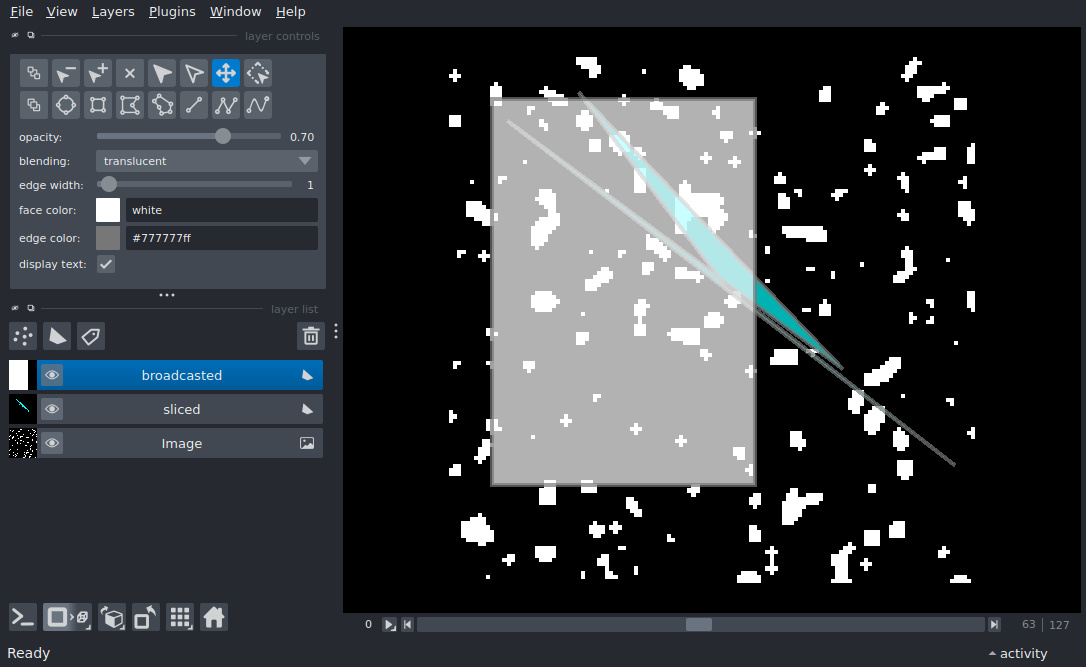 File View Layers Plugins Window Help
layer controls
opacity: 0.70
blending: translucent
edge width: 1
face color: white
edge color: #777777ff
display text:
layer list
broadcasted
sliced
Image
0 63 127
Ready activity